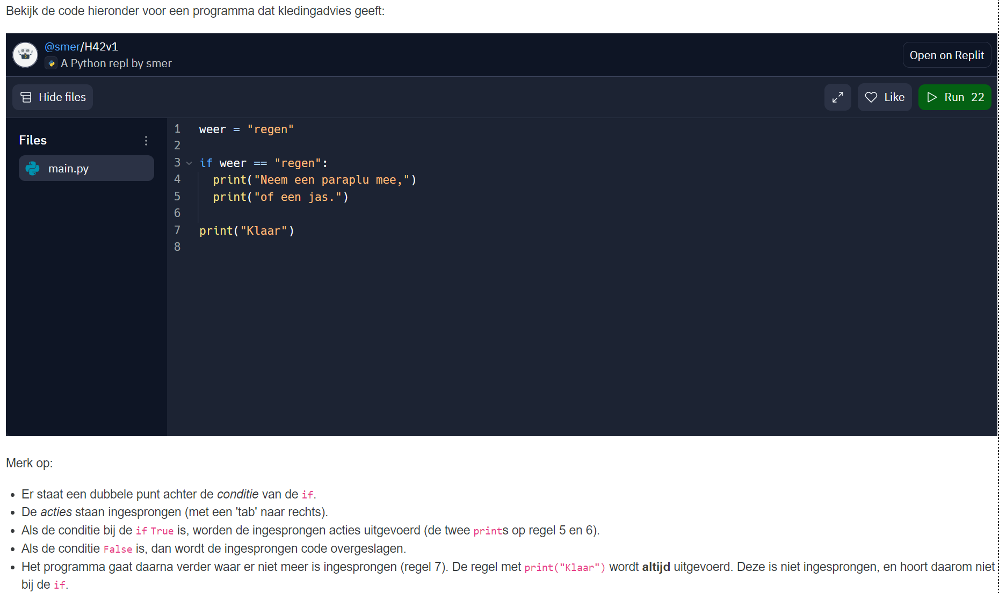 Bekijk de code hieronder voor een programma dat kledingadvies geeft:
@smer/H42v1
A Python repl by smer
Open on Replit
Hide files
Like
Run 22
Files
main.py
1 weer = "regen"
2
3 if weer == "regen":
4 print("Neem een paraplu mee,")
5 print("of een jas.")
6
7 print("Klaar")
8
Merk op:
• Er staat een dubbele punt achter de conditie van de if.
• De acties staan ingesprongen (met een 'tab' naar rechts).
• Als de conditie bij de if True is, worden de ingesprongen acties uitgevoerd (de twee prints op regel 5 en 6).
• Als de conditie False is, dan wordt de ingesprongen code overgeslagen.
• Het programma gaat daarna verder waar er niet meer is ingesprongen (regel 7). De regel met print("Klaar") wordt altijd uitgevoerd. Deze is niet ingesprongen, en hoort daarom niet
bij de if.